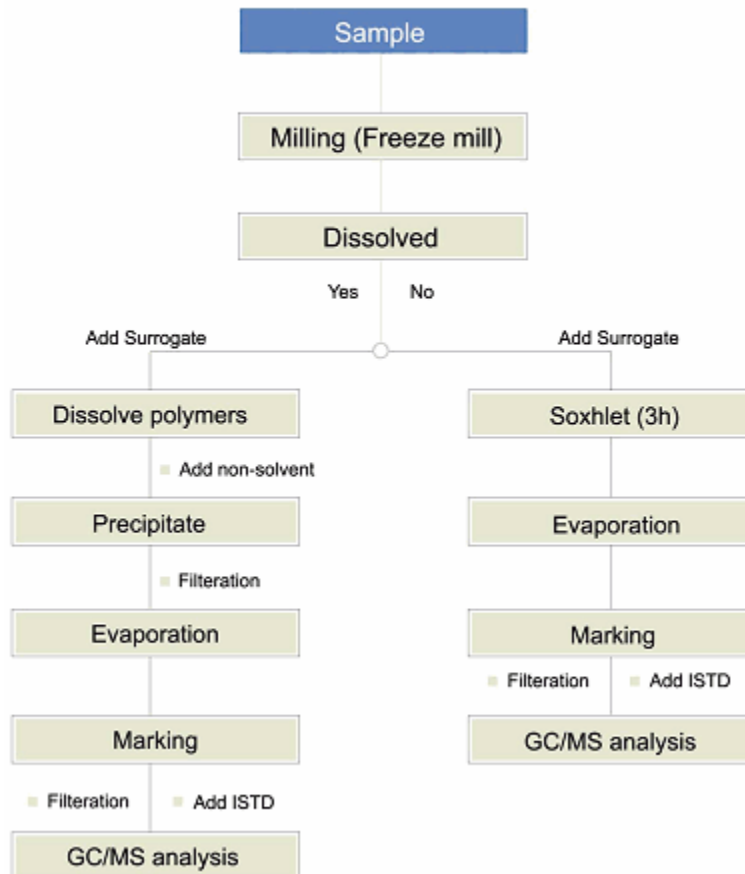 Sample
Milling (Freeze mill)
Dissolved
Yes No
Add Surrogate Add Surrogate
Dissolve polymers Soxhlet (3h)
Add non-solvent
Precipitate Evaporation
Filteration
Evaporation Marking
Filteration Add ISTD
Marking GC/MS analysis
Filteration Add ISTD
GC/MS analysis